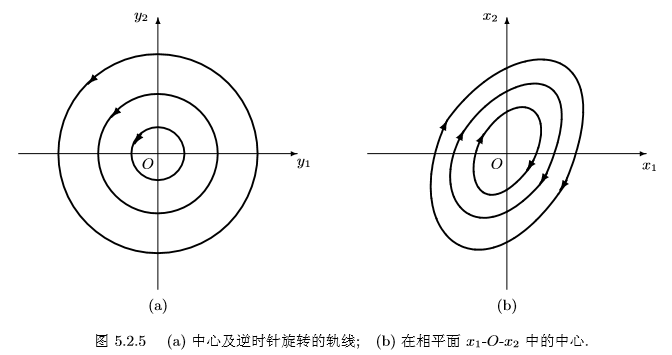 y₂
x₂
O
y₁
O
x₁
(a)
(b)
图 5.2.5 (a) 中心及逆时针旋转的轨线; (b) 在相平面 x₁-O-x₂ 中的中心.